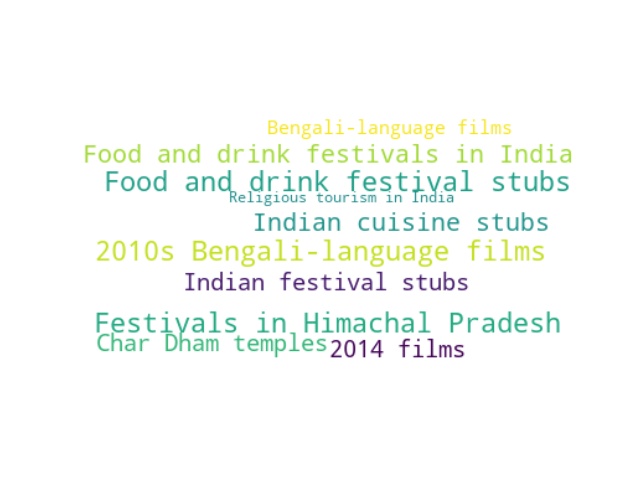 Bengali-language films
Food and drink festivals in India
Food and drink festival stubs
Religious tourism in India
Indian cuisine stubs
2010s Bengali-language films
Indian festival stubs
Festivals in Himachal Pradesh
Char Dham temples
2014 films